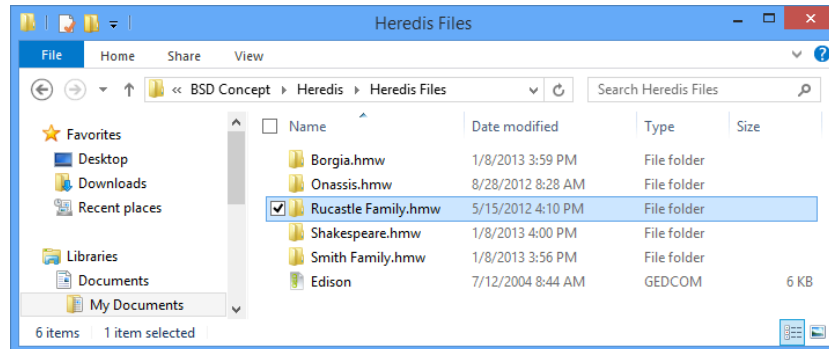 Heredis Files
File Home Share View
« BSD Concept Heredis Heredis Files Search Heredis Files
Favorites
Desktop
Downloads
Recent places
Libraries
Documents
My Documents
Name Date modified Type Size
Borgia.hmw 1/8/2013 3:59 PM File folder
Onassis.hmw 8/28/2012 8:28 AM File folder
Rucastle Family.hmw 5/15/2012 4:10 PM File folder
Shakespeare.hmw 1/8/2013 4:00 PM File folder
Smith Family.hmw 1/8/2013 3:56 PM File folder
Edison 7/12/2004 8:44 AM GEDCOM 6 KB
6 items 1 item selected